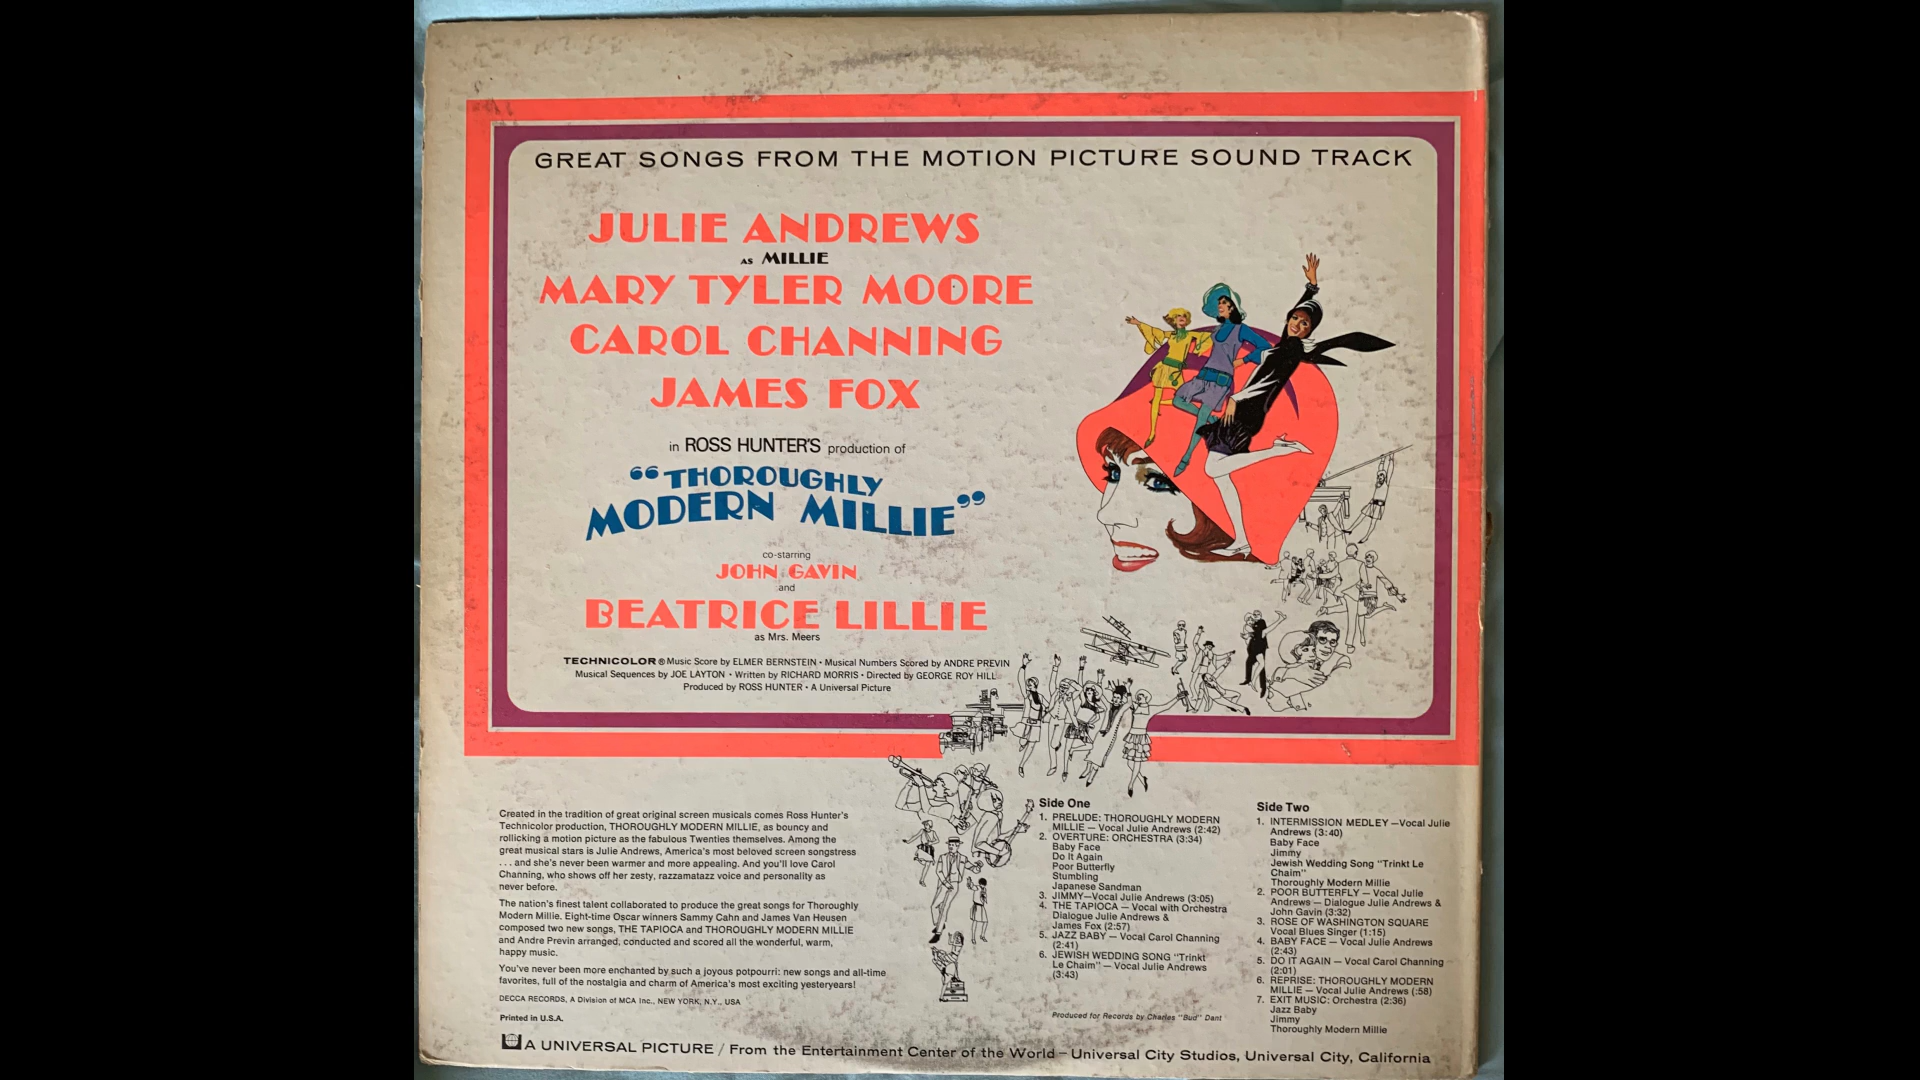 GREAT SONGS FROM THE MOTION PICTURE SOUND TRACK
JULIE ANDREWS
AS MILLIE
MARY TYLER MOORE
CAROL CHANNING
JAMES FOX
in ROSS HUNTER'S production of
“THOROUGHLY
MODERN MILLIE”
co-starring
JOHN GAVIN
and
BEATRICE LILLIE
as Mrs. Meers
TECHNICOLOR® Music Score by ELMER BERNSTEIN • Musical Numbers Scored by ANDRE PREVIN
Musical Sequences by JOE LAYTON • Written by RICHARD MORRIS • Directed by GEORGE ROY HILL
Produced by ROSS HUNTER • A Universal Picture
Created in the tradition of great original screen musicals comes Ross Hunter's
Technicolor production, THOROUGHLY MODERN MILLIE, as bouncy and
rollicking a motion picture as the fabulous Twenties themselves. Among the
great musical stars is Julie Andrews, America's most beloved screen songstress
. . . and she's never been warmer and more appealing. And you'll love Carol
Channing, who shows off her zesty, razzamatazz voice and personality as
never before.
The nation's finest talent collaborated to produce the great songs for Thoroughly
Modern Millie. Eight-time Oscar winners Sammy Cahn and James Van Heusen
composed two new songs, THE TAPIOCA and THOROUGHLY MODERN MILLIE
and Andre Previn arranged, conducted and scored all the wonderful, warm,
happy music.
You've never been more enchanted by such a joyous potpourri: new songs and all-time
favorites, full of the nostalgia and charm of America's most exciting yesteryears!
DECCA RECORDS, A Division of MCA Inc., NEW YORK, N.Y., USA
Printed in U.S.A.
Side One
1. PRELUDE: THOROUGHLY MODERN
MILLIE — Vocal Julie Andrews (2:42)
2. OVERTURE: ORCHESTRA (3:34)
Baby Face
Do It Again
Poor Butterfly
Stumbling
Japanese Sandman
3. JIMMY—Vocal Julie Andrews (3:05)
4. THE TAPIOCA — Vocal with Orchestra
Dialogue Julie Andrews &
James Fox (2:57)
5. JAZZ BABY — Vocal Carol Channing
(2:41)
6. JEWISH WEDDING SONG “Trinkt
Le Chaim” — Vocal Julie Andrews
(3:43)
Produced for Records by Charles “Bud” Dant
Side Two
1. INTERMISSION MEDLEY —Vocal Julie
Andrews (3:40)
Baby Face
Jimmy
Jewish Wedding Song “Trinkt Le
Chaim”
Thoroughly Modern Millie
2. POOR BUTTERFLY — Vocal Julie
Andrews — Dialogue Julie Andrews &
John Gavin (3:32)
3. ROSE OF WASHINGTON SQUARE
Vocal Blues Singer (1:15)
4. BABY FACE — Vocal Julie Andrews
(2:43)
5. DO IT AGAIN — Vocal Carol Channing
(2:01)
6. REPRISE: THOROUGHLY MODERN
MILLIE — Vocal Julie Andrews (:58)
7. EXIT MUSIC: Orchestra (2:36)
Jazz Baby
Jimmy
Thoroughly Modern Millie
A UNIVERSAL PICTURE / From the Entertainment Center of the World — Universal City Studios, Universal City, California